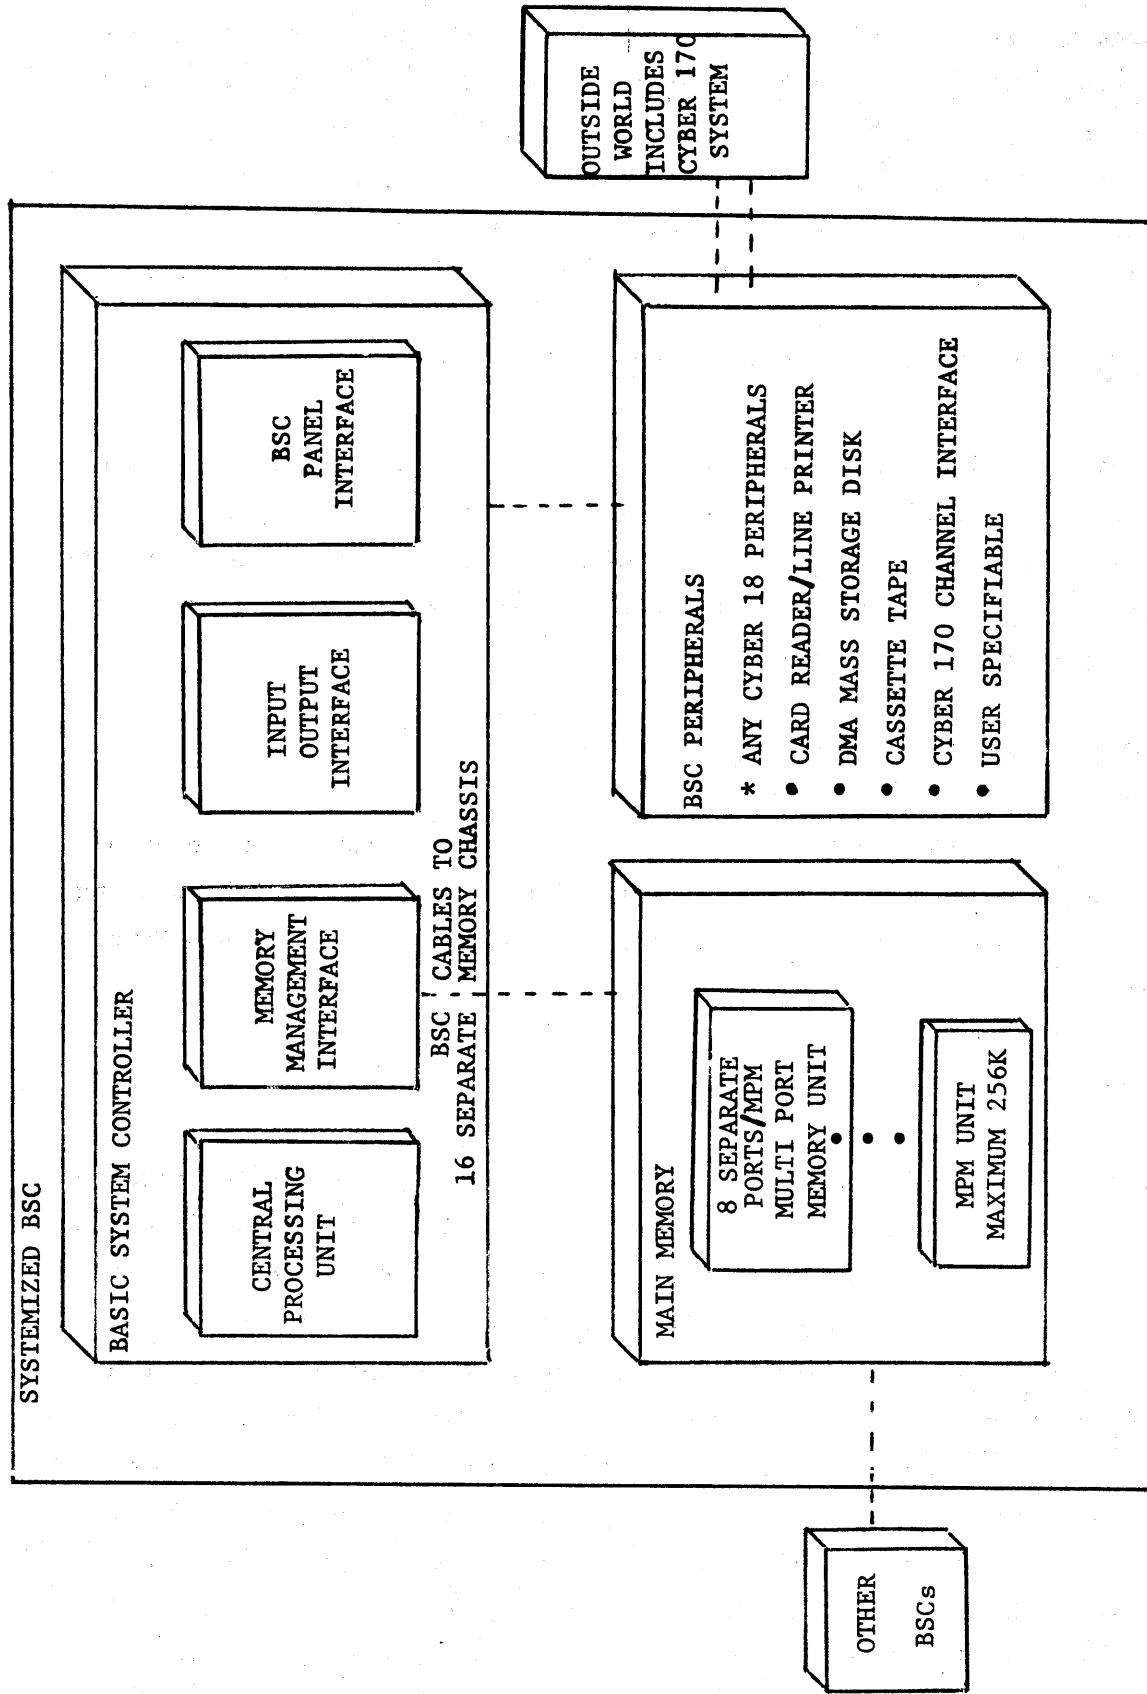 SYSTEMIZED BSC
BASIC SYSTEM CONTROLLER
CENTRAL
PROCESSING
UNIT
MEMORY
MANAGEMENT
INTERFACE
INPUT
OUTPUT
INTERFACE
BSC
PANEL
INTERFACE
BSC CABLES TO
16 SEPARATE MEMORY CHASSIS
MAIN MEMORY
8 SEPARATE
PORTS/MPM
MULTI PORT
MEMORY UNIT
MPM UNIT
MAXIMUM 256K
BSC PERIPHERALS
* ANY CYBER 18 PERIPHERALS
• CARD READER/LINE PRINTER
• DMA MASS STORAGE DISK
• CASSETTE TAPE
• CYBER 170 CHANNEL INTERFACE
• USER SPECIFIABLE
OTHER
BSCs
OUTSIDE
WORLD
INCLUDES
CYBER 170
SYSTEM